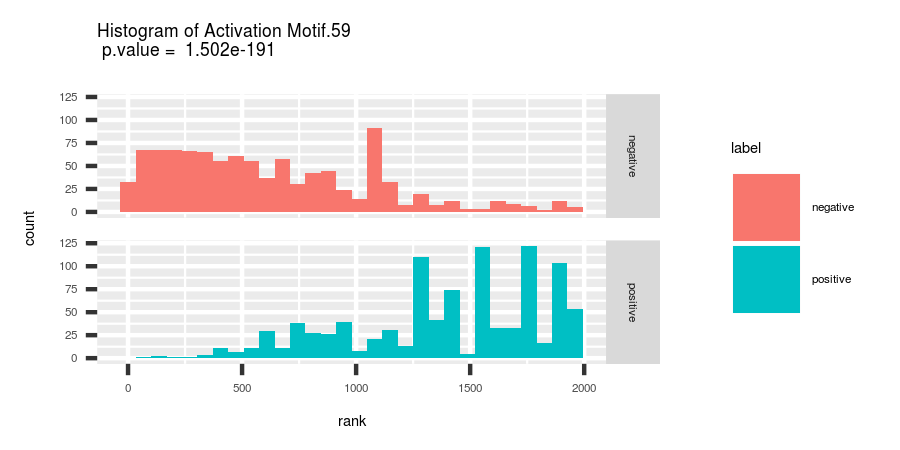 Histogram of Activation Motif.59
p.value = 1.502e-191
125
100
75
50
25
0
negative
125
100
75
50
25
0
positive
0 500 1000 1500 2000
rank
count
label
negative
positive